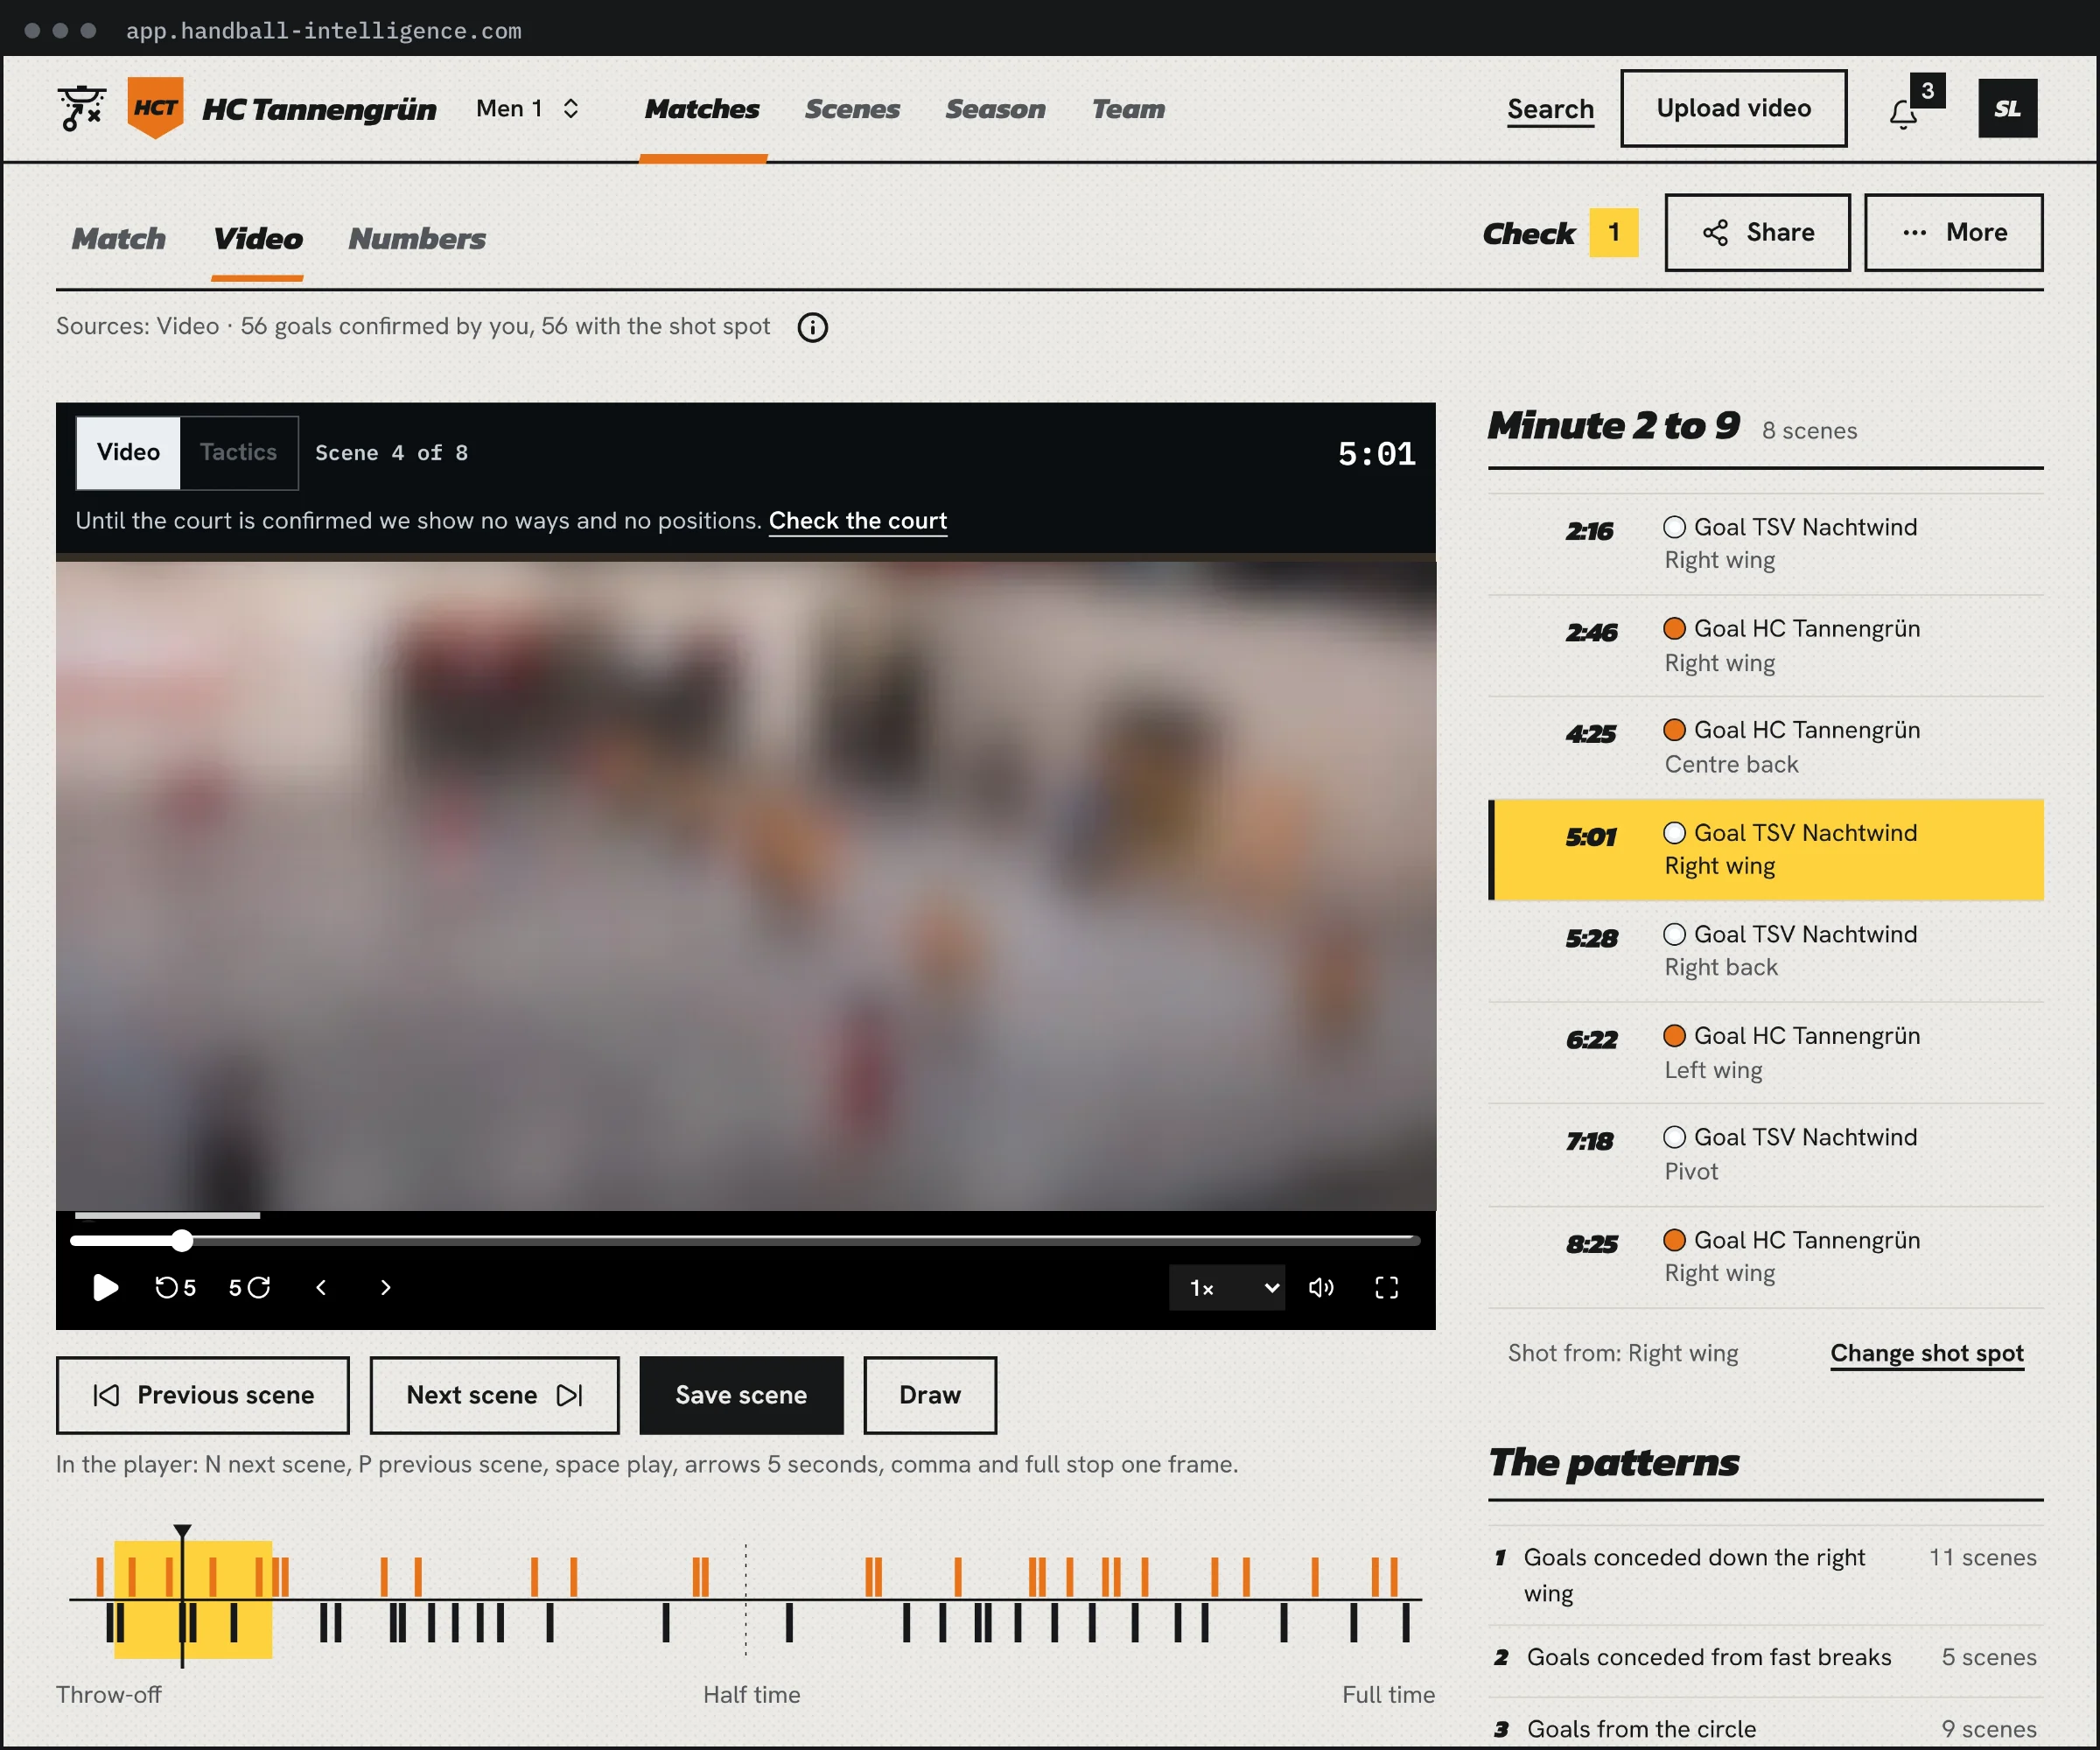 app.handball-intelligence.com
HCT HC Tannengrün Men 1 Matches Scenes Season Team Search Upload video 3 SL
Match Video Numbers Check 1 Share More
Sources: Video · 56 goals confirmed by you, 56 with the shot spot
Video Tactics Scene 4 of 8 5:01
Until the court is confirmed we show no ways and no positions. Check the court
5 5 1×
Previous scene Next scene Save scene Draw
In the player: N next scene, P previous scene, space play, arrows 5 seconds, comma and full stop one frame.
Throw-off Half time Full time
Minute 2 to 9 8 scenes
2:16 Goal TSV Nachtwind
Right wing
2:46 Goal HC Tannengrün
Right wing
4:25 Goal HC Tannengrün
Centre back
5:01 Goal TSV Nachtwind
Right wing
5:28 Goal TSV Nachtwind
Right back
6:22 Goal HC Tannengrün
Left wing
7:18 Goal TSV Nachtwind
Pivot
8:25 Goal HC Tannengrün
Right wing
Shot from: Right wing Change shot spot
The patterns
1 Goals conceded down the right 11 scenes
wing
2 Goals conceded from fast breaks 5 scenes
3 Goals from the circle 9 scenes